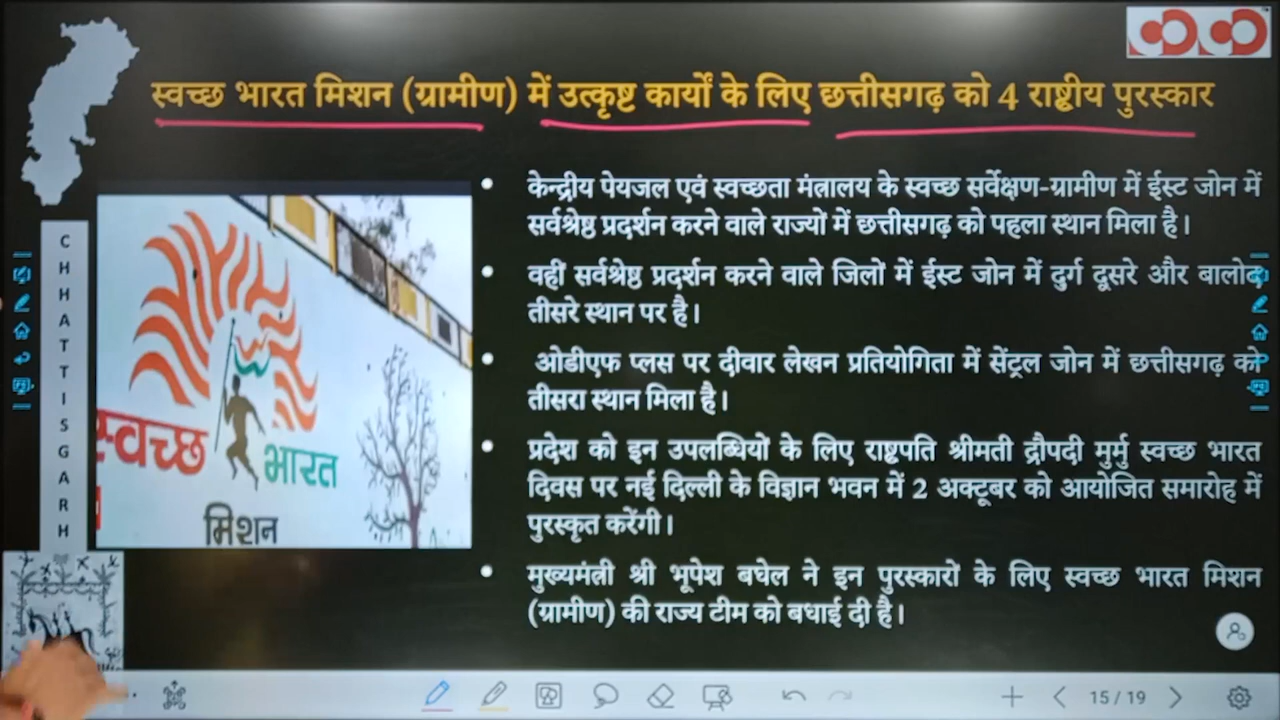 स्वच्छ भारत मिशन (ग्रामीण) में उत्कृष्ट कार्यों के लिए छत्तीसगढ़ को 4 राष्ट्रीय पुरस्कार
केन्द्रीय पेयजल एवं स्वच्छता मंत्रालय के स्वच्छ सर्वेक्षण-ग्रामीण में ईस्ट जोन में
सर्वश्रेष्ठ प्रदर्शन करने वाले राज्यों में छत्तीसगढ़ को पहला स्थान मिला है।
वहीं सर्वश्रेष्ठ प्रदर्शन करने वाले जिलों में ईस्ट जोन में दुर्ग दूसरे और बालोद
तीसरे स्थान पर है।
ओडीएफ प्लस पर दीवार लेखन प्रतियोगिता में सेंट्रल जोन में छत्तीसगढ़ को
तीसरा स्थान मिला है।
प्रदेश को इन उपलब्धियों के लिए राष्ट्रपति श्रीमती द्रौपदी मुर्मु स्वच्छ भारत
दिवस पर नई दिल्ली के विज्ञान भवन में 2 अक्टूबर को आयोजित समारोह में
पुरस्कृत करेंगी।
मुख्यमंत्री श्री भूपेश बघेल ने इन पुरस्कारों के लिए स्वच्छ भारत मिशन
(ग्रामीण) की राज्य टीम को बधाई दी है।
CHHATTISGARH
स्वच्छ भारत
मिशन
15 / 19